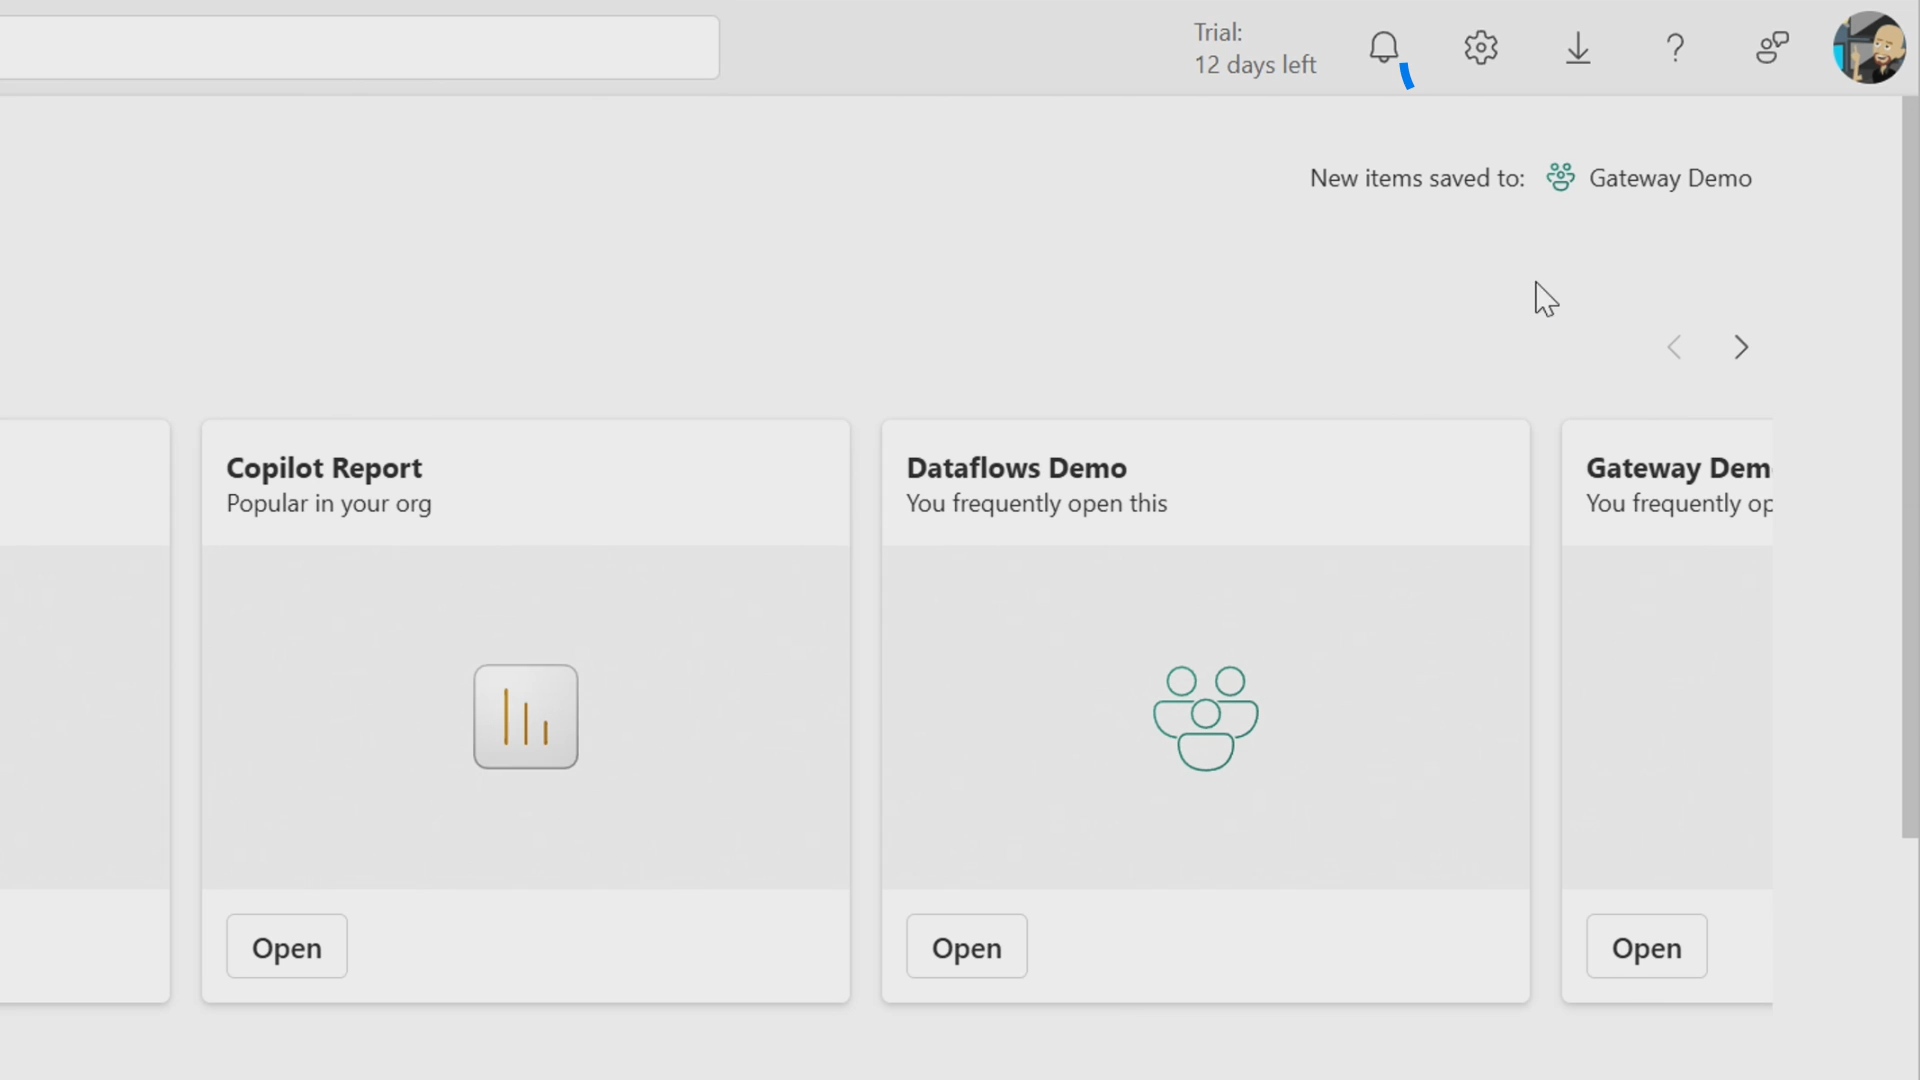 Trial:
12 days left
New items saved to: Gateway Demo
Copilot Report
Popular in your org
Dataflows Demo
You frequently open this
Gateway Dem
You frequently op
Open
Open
Open